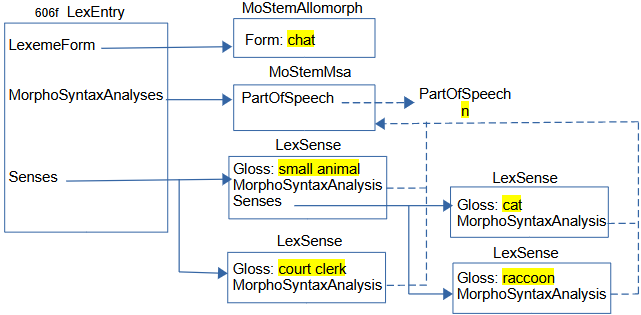 606f LexEntry
LexemeForm
MorphoSyntaxAnalyses
Senses
MoStemAllomorph
Form: chat
MoStemMsa
PartOfSpeech
PartOfSpeech
n
LexSense
Gloss: small animal
MorphoSyntaxAnalysis
Senses
LexSense
Gloss: cat
MorphoSyntaxAnalysis
LexSense
Gloss: court clerk
MorphoSyntaxAnalysis
LexSense
Gloss: raccoon
MorphoSyntaxAnalysis